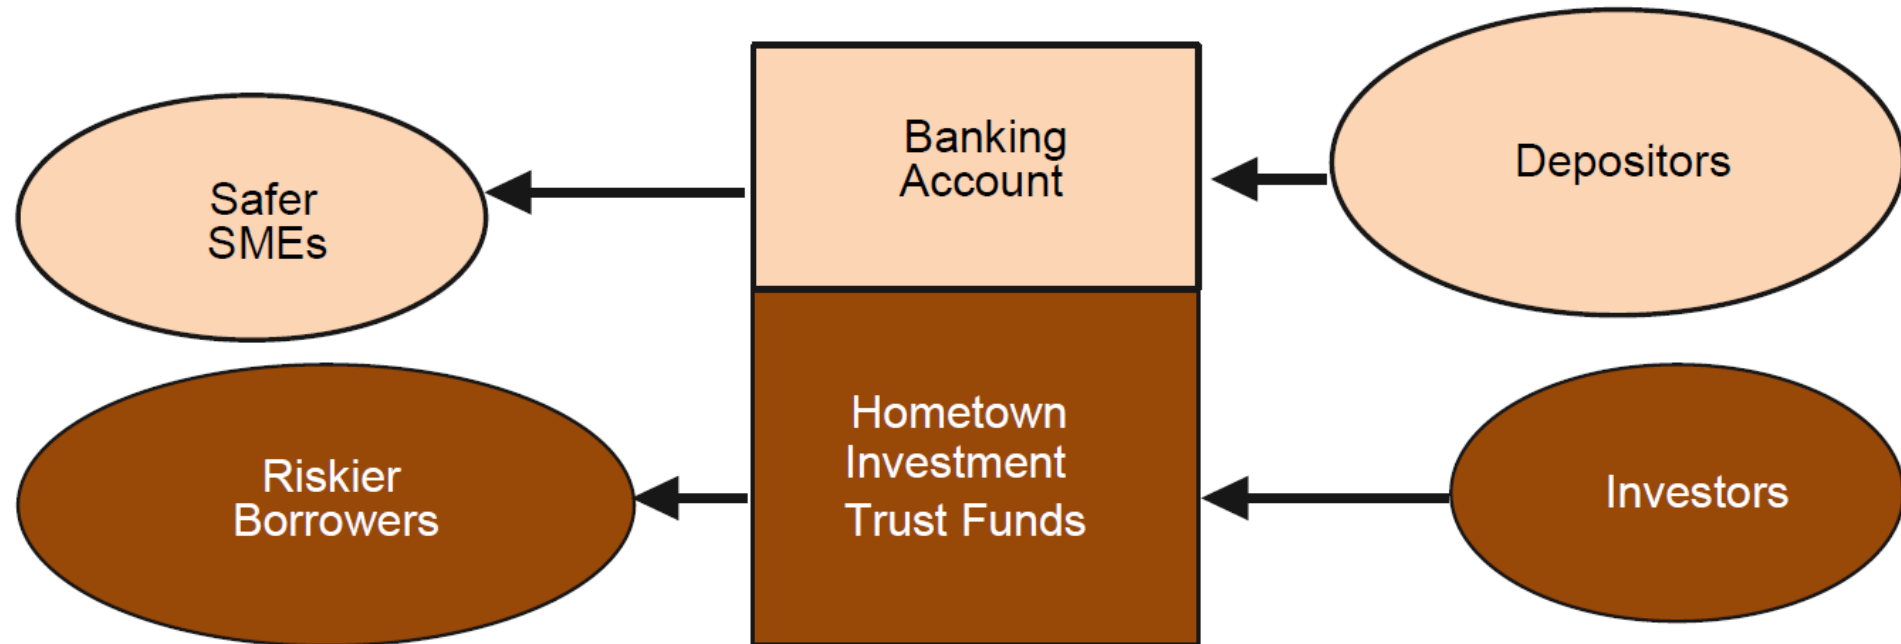 Safer
SMEs
Banking
Account
Depositors
Riskier
Borrowers
Hometown
Investment
Trust Funds
Investors